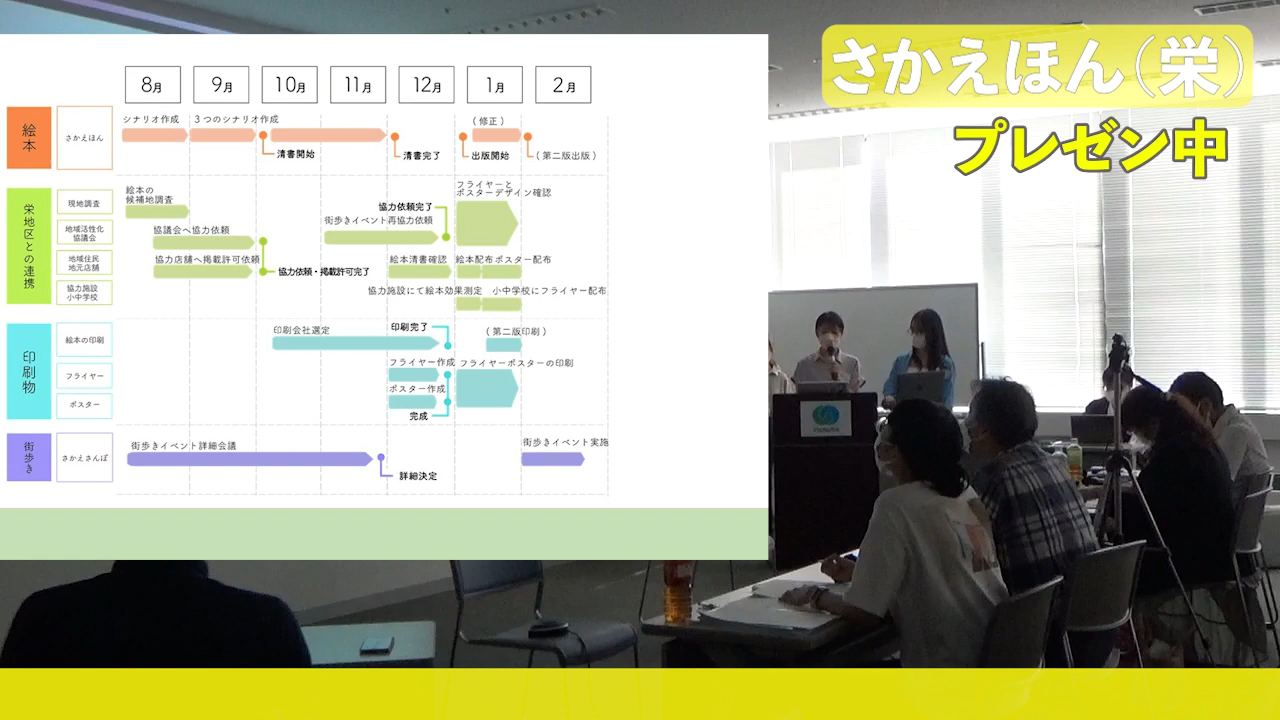 さかえほん（栄）
プレゼン中
8月 9月 10月 11月 12月 1月 2月
絵本
さかえほん
シナリオ作成
3つのシナリオ作成
清書開始
清書完了
（修正）
出版開始
（第二版出版）
栄地区との連携
現地調査
地域活性化
協議会
地域住民
地元店舗
協力施設
小中学校
絵本の
候補地調査
協議会へ協力依頼
協力店舗へ掲載許可依頼
協力依頼・掲載許可完了
協力依頼完了
街歩きイベント再協力依頼
フライヤーと
ポスターデザイン確認
絵本清書確認
絵本配布
ポスター配布
協力施設にて絵本効果測定
小中学校にフライヤー配布
印刷物
絵本の印刷
フライヤー
ポスター
印刷会社選定
印刷完了
（第二版印刷）
フライヤー作成
フライヤーポスターの印刷
ポスター作成
完成
街歩き
さかえさんぽ
街歩きイベント詳細会議
詳細決定
街歩きイベント実施